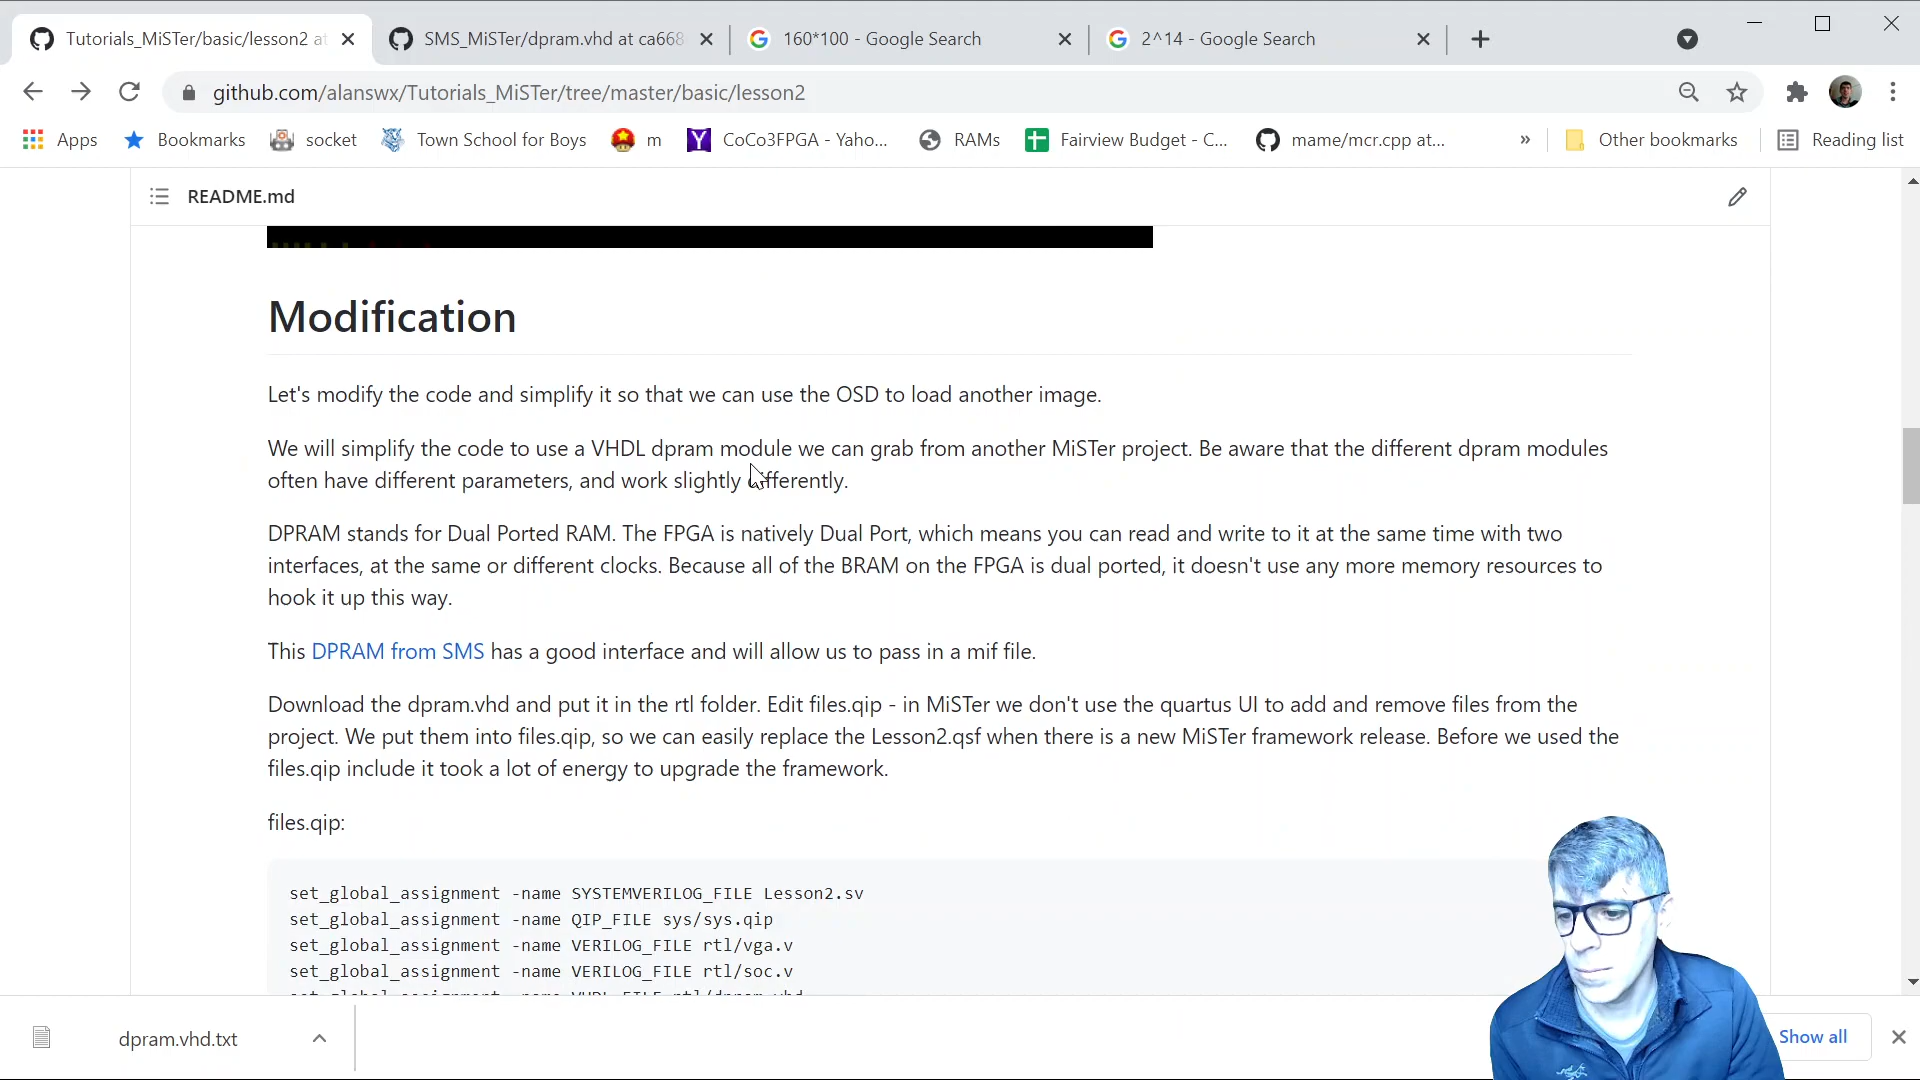 Tutorials_MiSTer/basic/lesson2 at
SMS_MiSTer/dpram.vhd at ca668
160*100 - Google Search
2^14 - Google Search
github.com/alanswx/Tutorials_MiSTer/tree/master/basic/lesson2
Apps
Bookmarks
socket
Town School for Boys
m
CoCo3FPGA - Yaho...
RAMs
Fairview Budget - C...
mame/mcr.cpp at...
»
Other bookmarks
Reading list
README.md
Modification
Let's modify the code and simplify it so that we can use the OSD to load another image.
We will simplify the code to use a VHDL dpram module we can grab from another MiSTer project. Be aware that the different dpram modules
often have different parameters, and work slightly differently.
DPRAM stands for Dual Ported RAM. The FPGA is natively Dual Port, which means you can read and write to it at the same time with two
interfaces, at the same or different clocks. Because all of the BRAM on the FPGA is dual ported, it doesn't use any more memory resources to
hook it up this way.
This DPRAM from SMS has a good interface and will allow us to pass in a mif file.
Download the dpram.vhd and put it in the rtl folder. Edit files.qip - in MiSTer we don't use the quartus UI to add and remove files from the
project. We put them into files.qip, so we can easily replace the Lesson2.qsf when there is a new MiSTer framework release. Before we used the
files.qip include it took a lot of energy to upgrade the framework.
files.qip:
set_global_assignment -name SYSTEMVERILOG_FILE Lesson2.sv
set_global_assignment -name QIP_FILE sys/sys.qip
set_global_assignment -name VERILOG_FILE rtl/vga.v
set_global_assignment -name VERILOG_FILE rtl/soc.v
set_global_assignment -name VHDL_FILE rtl/dpram.vhd
dpram.vhd.txt
Show all